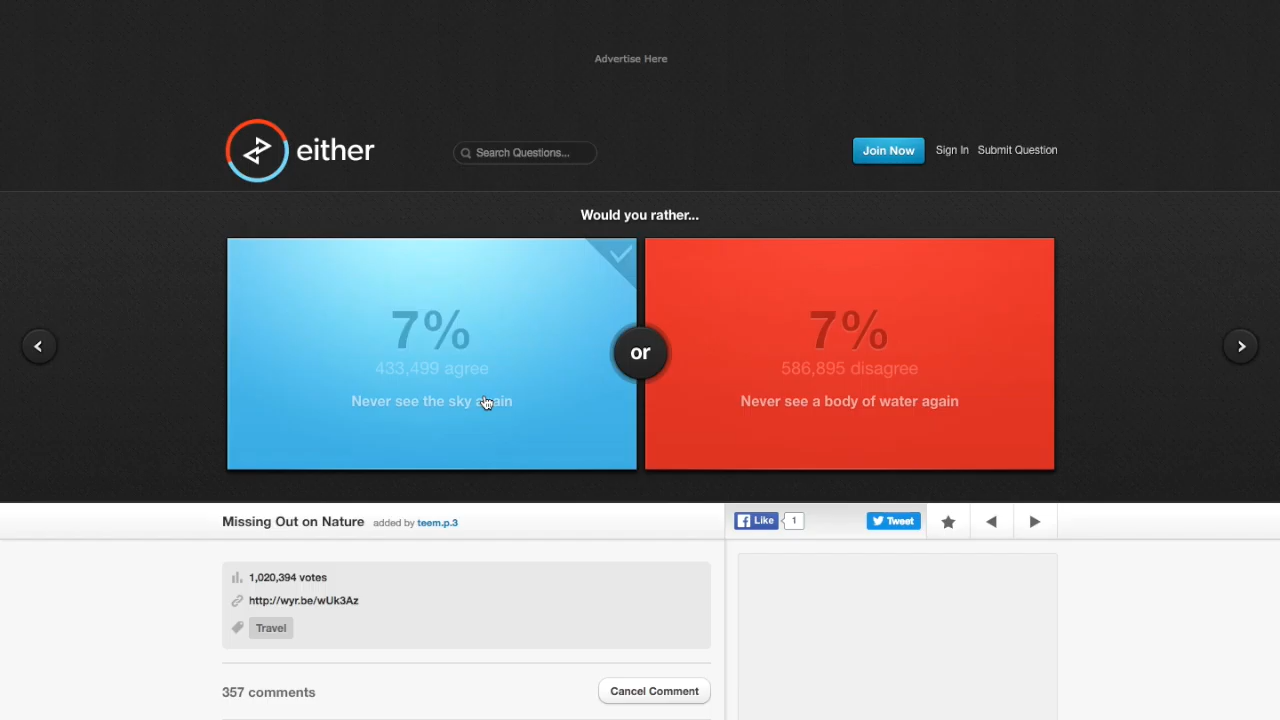 Advertise Here
either
Search Questions...
Join Now
Sign In
Submit Question
Would you rather...
7%
433,499 agree
Never see the sky again
or
7%
586,895 disagree
Never see a body of water again
Missing Out on Nature added by teem.p.3
Like
1
Tweet
1,020,394 votes
http://wyr.be/wUk3Az
Travel
357 comments
Cancel Comment